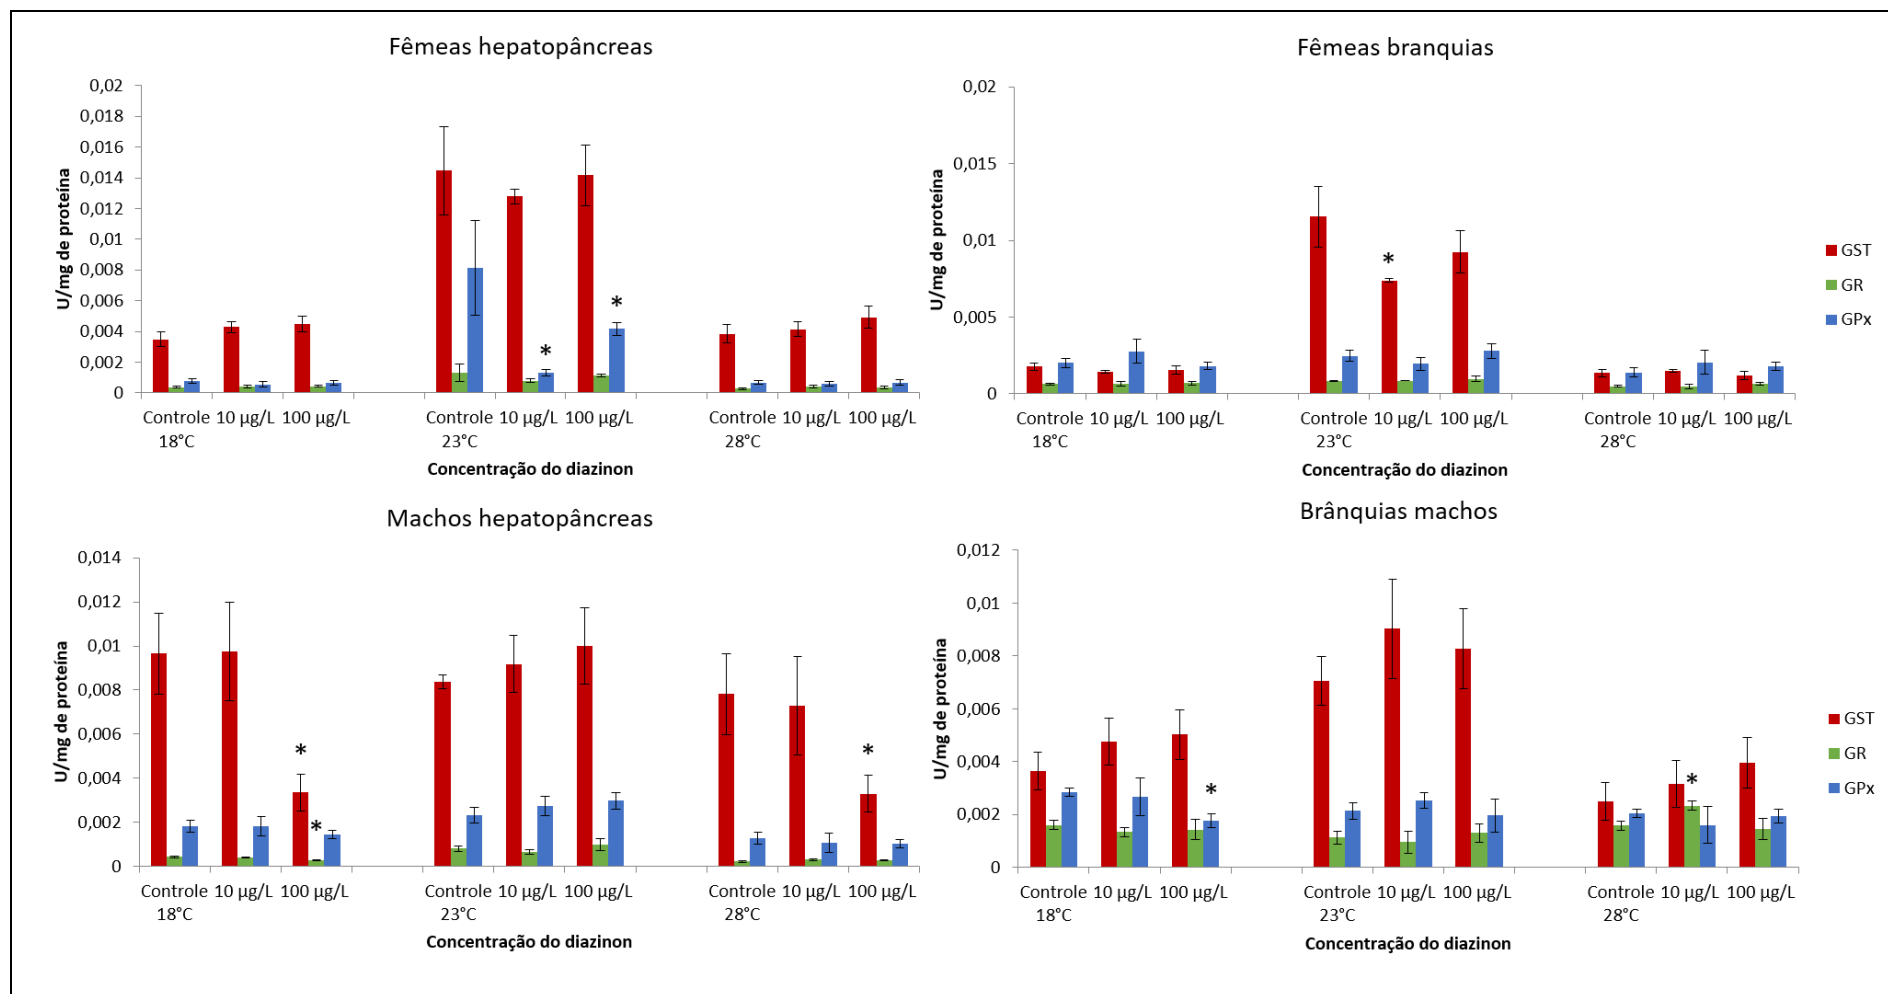 Fêmeas hepatopâncreas
U/mg de proteína
0,02
0,018
0,016
0,014
0,012
0,01
0,008
0,006
0,004
0,002
0
Controle 10 µg/L 100 µg/L Controle 10 µg/L 100 µg/L Controle 10 µg/L 100 µg/L
18°C 23°C 28°C
Concentração do diazinon
* *
Fêmeas branquias
U/mg de proteína
0,02
0,015
0,01
0,005
0
Controle 10 µg/L 100 µg/L Controle 10 µg/L 100 µg/L Controle 10 µg/L 100 µg/L
18°C 23°C 28°C
Concentração do diazinon
*
GST
GR
GPx
Machos hepatopâncreas
U/mg de proteína
0,014
0,012
0,01
0,008
0,006
0,004
0,002
0
Controle 10 µg/L 100 µg/L Controle 10 µg/L 100 µg/L Controle 10 µg/L 100 µg/L
18°C 23°C 28°C
Concentração do diazinon
* * *
Brânquias machos
U/mg de proteína
0,012
0,01
0,008
0,006
0,004
0,002
0
Controle 10 µg/L 100 µg/L Controle 10 µg/L 100 µg/L Controle 10 µg/L 100 µg/L
18°C 23°C 28°C
Concentração do diazinon
* *
GST
GR
GPx